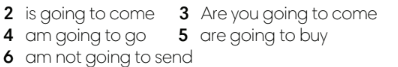 2 is going to come 3 Are you going to come
4 am going to go 5 are going to buy
6 am not going to send